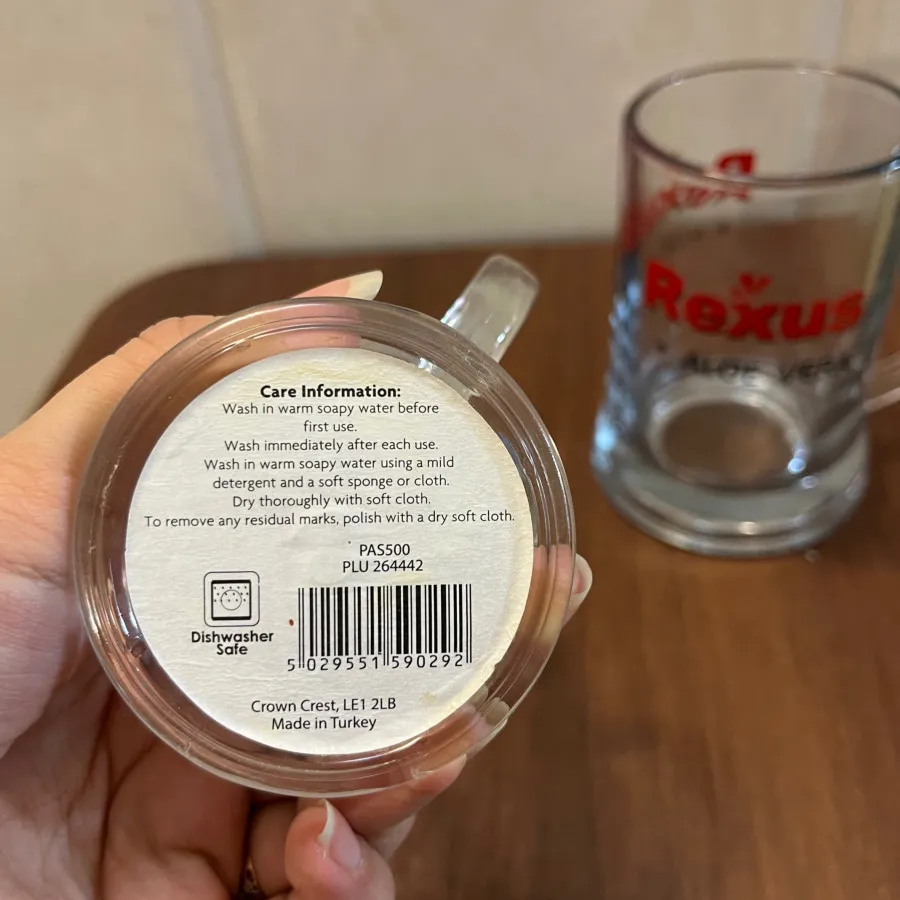 Care Information:
Wash in warm soapy water before
first use.
Wash immediately after each use.
Wash in warm soapy water using a mild
detergent and a soft sponge or cloth.
Dry thoroughly with soft cloth.
To remove any residual marks, polish with a dry soft cloth.
PAS500
PLU 264442
Dishwasher
Safe
5 029551 590292
Crown Crest, LE1 2LB
Made in Turkey
Rexus
ALOE VERA